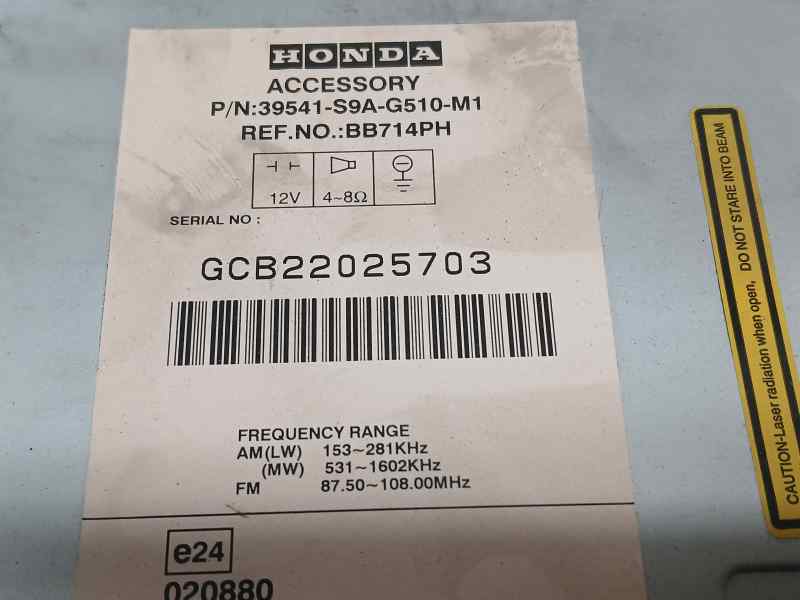 HONDA
ACCESSORY
P/N:39541-S9A-G510-M1
REF.NO.:BB714PH
12V
4~8Ω
SERIAL NO :
GCB22025703
FREQUENCY RANGE
AM(LW) 153~281KHz
(MW) 531~1602KHz
FM 87.50~108.00MHz
e24
020880
CAUTION-Laser radiation when open, DO NOT STARE INTO BEAM